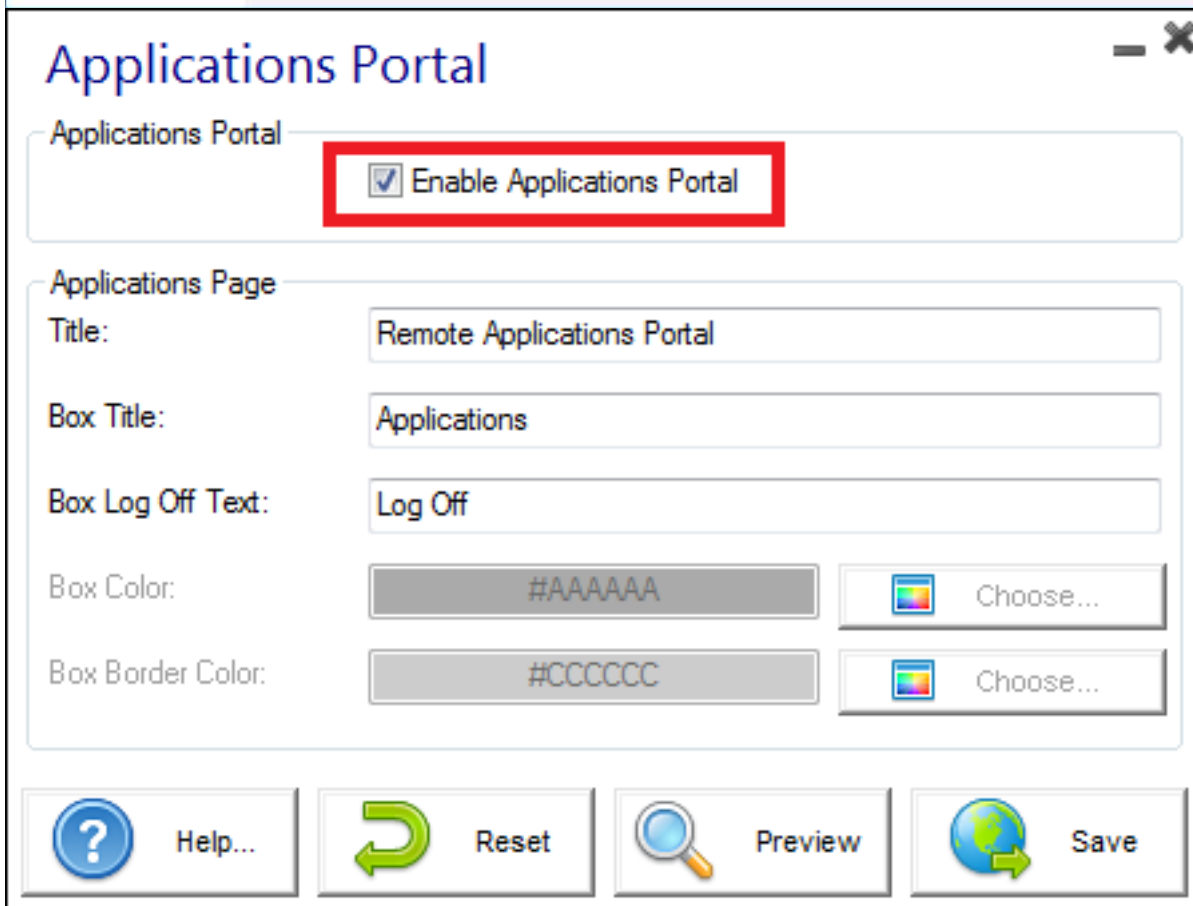 Applications Portal
Applications Portal
Enable Applications Portal
Applications Page
Title:
Remote Applications Portal
Box Title:
Applications
Box Log Off Text:
Log Off
Box Color:
#AAAAAA
Choose...
Box Border Color:
#CCCCCC
Choose...
Help...
Reset
Preview
Save